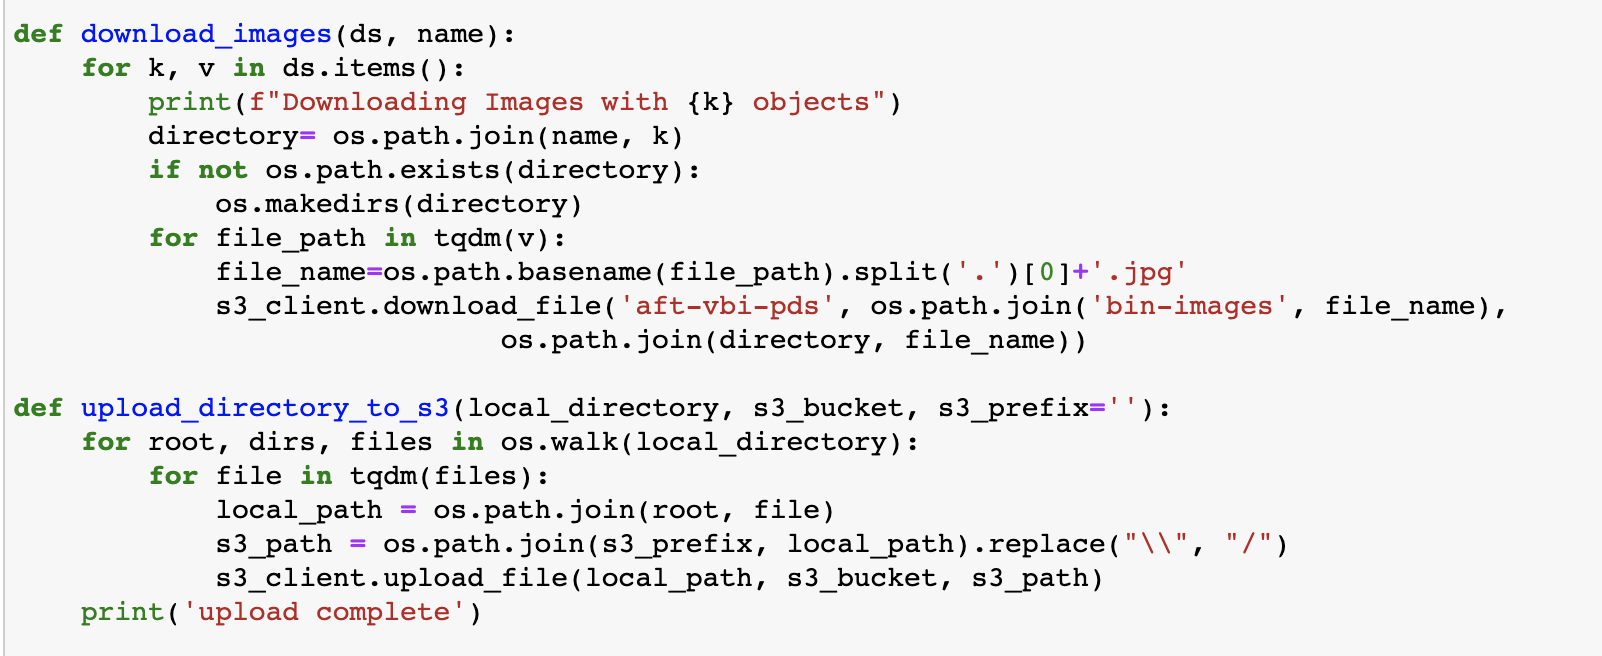 def download_images(ds, name):
    for k, v in ds.items():
        print(f"Downloading Images with {k} objects")
        directory= os.path.join(name, k)
        if not os.path.exists(directory):
            os.makedirs(directory)
        for file_path in tqdm(v):
            file_name=os.path.basename(file_path).split('.')[0]+'.jpg'
            s3_client.download_file('aft-vbi-pds', os.path.join('bin-images', file_name),
                             os.path.join(directory, file_name))

def upload_directory_to_s3(local_directory, s3_bucket, s3_prefix=''):
    for root, dirs, files in os.walk(local_directory):
        for file in tqdm(files):
            local_path = os.path.join(root, file)
            s3_path = os.path.join(s3_prefix, local_path).replace("\\", "/")
            s3_client.upload_file(local_path, s3_bucket, s3_path)
    print('upload complete')